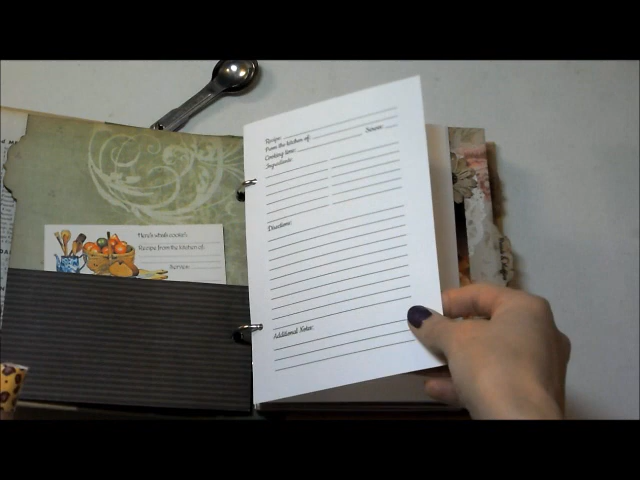 Here's what's cookin':
Recipe from the kitchen of:
Serves:
Recipe:
From the kitchen of:
Serves:
Cooking time:
Ingredients:
Directions:
Additional Notes: